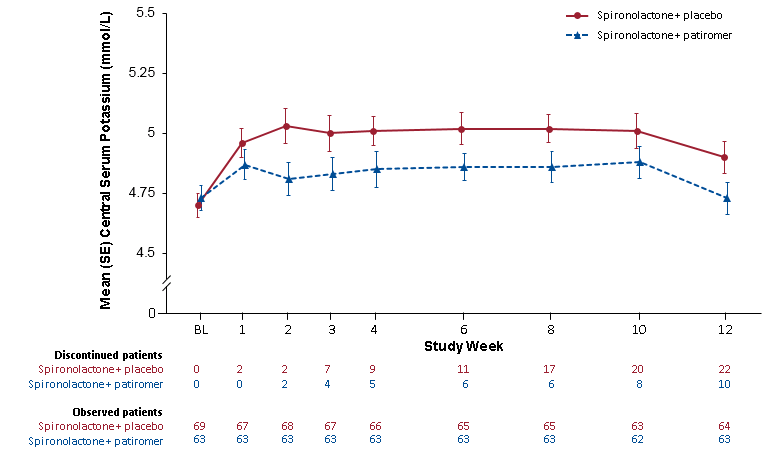 5.5
Spironolactone+ placebo
Spironolactone+ patiromer
5.25
5
4.75
4.5
0
Mean (SE) Central Serum Potassium (mmol/L)
BL 1 2 3 4 6 8 10 12
Study Week
Discontinued patients
Spironolactone+ placebo 0 2 2 7 9 11 17 20 22
Spironolactone+ patiromer 0 0 2 4 5 6 6 8 10
Observed patients
Spironolactone+ placebo 69 67 68 67 66 65 65 63 64
Spironolactone+ patiromer 63 63 63 63 63 63 63 62 63